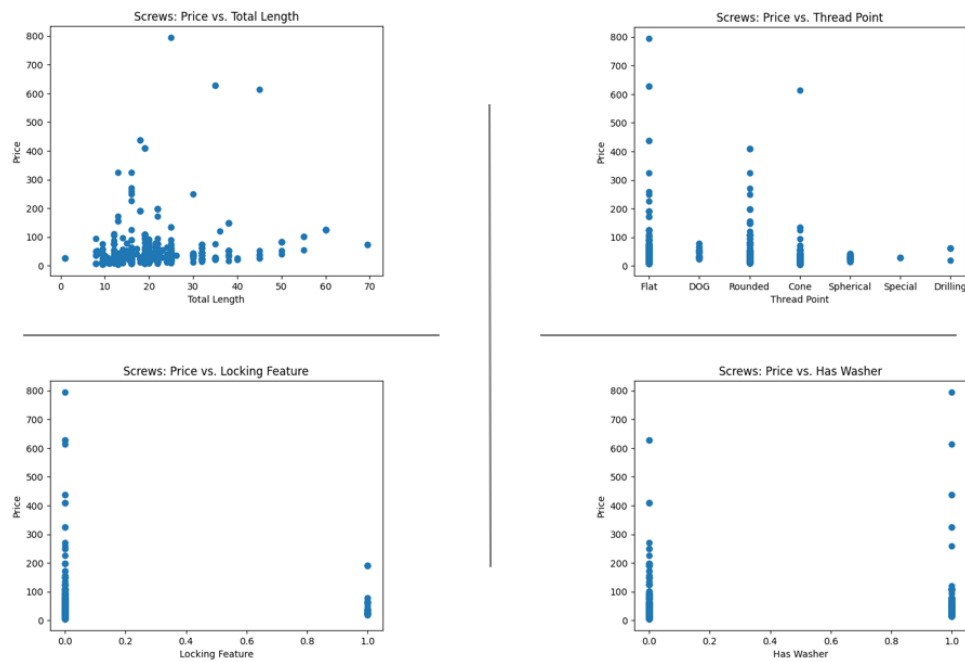 Screws: Price vs. Total Length
800
700
600
500
400
300
200
100
0
Price
0 10 20 30 40 50 60 70
Total Length
Screws: Price vs. Thread Point
800
700
600
500
400
300
200
100
0
Price
Flat DOG Rounded Cone Spherical Special Drilling
Thread Point
Screws: Price vs. Locking Feature
800
700
600
500
400
300
200
100
0
Price
0.0 0.2 0.4 0.6 0.8 1.0
Locking Feature
Screws: Price vs. Has Washer
800
700
600
500
400
300
200
100
0
Price
0.0 0.2 0.4 0.6 0.8 1.0
Has Washer